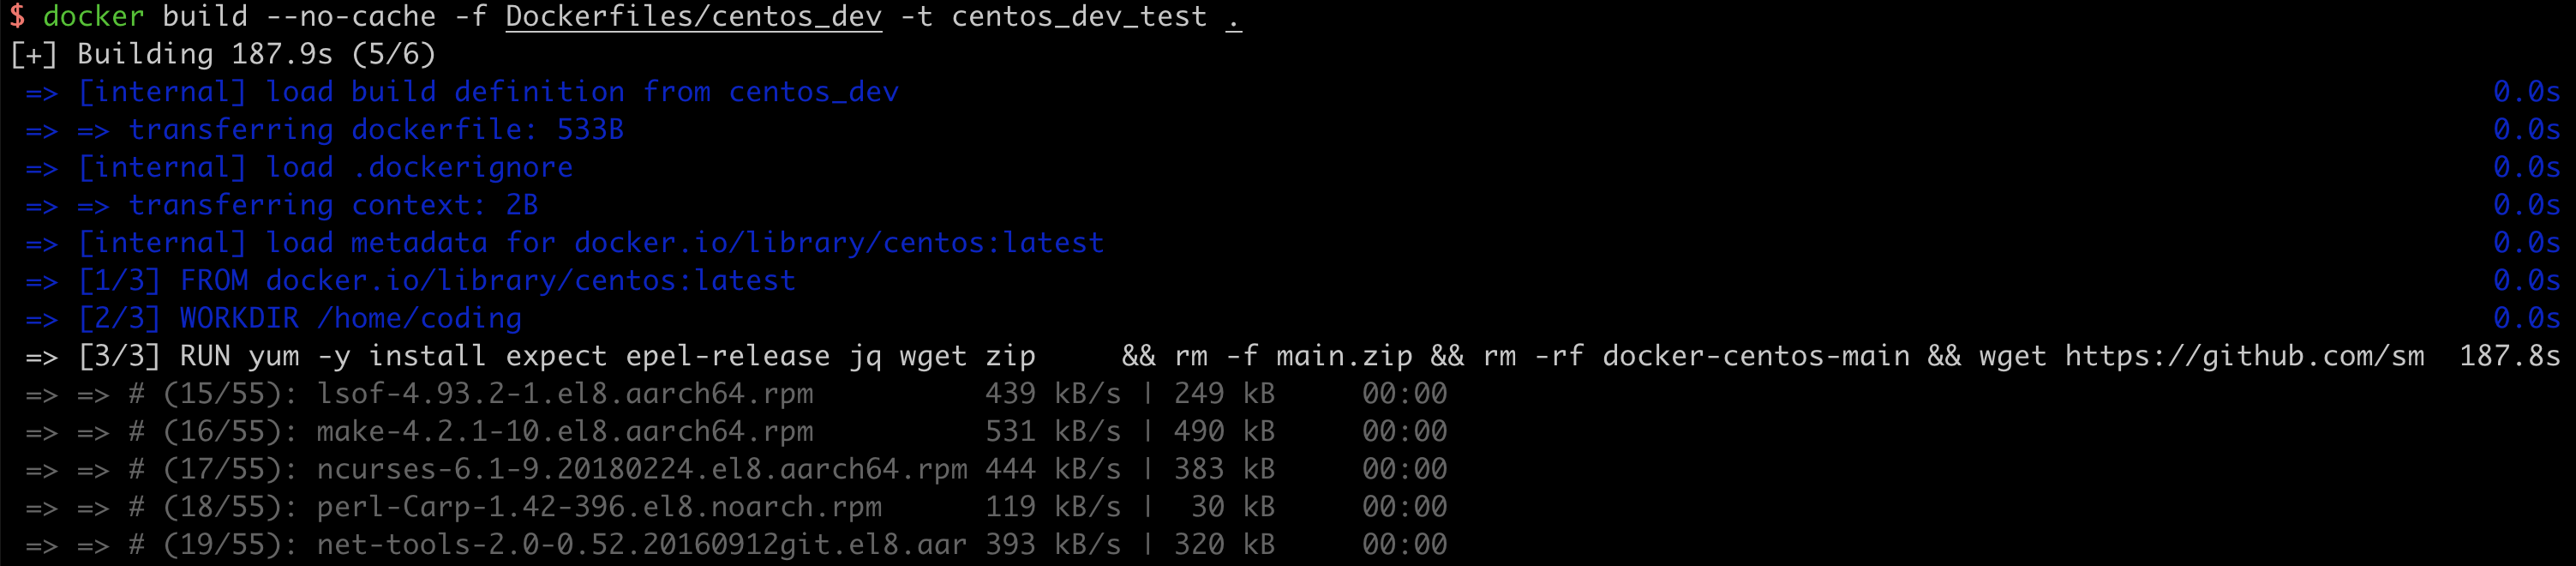 $ docker build --no-cache -f Dockerfiles/centos_dev -t centos_dev_test .
[+] Building 187.9s (5/6)
=> [internal] load build definition from centos_dev 0.0s
=> => transferring dockerfile: 533B 0.0s
=> [internal] load .dockerignore 0.0s
=> => transferring context: 2B 0.0s
=> [internal] load metadata for docker.io/library/centos:latest 0.0s
=> [1/3] FROM docker.io/library/centos:latest 0.0s
=> [2/3] WORKDIR /home/coding 0.0s
=> [3/3] RUN yum -y install expect epel-release jq wget zip     && rm -f main.zip && rm -rf docker-centos-main && wget https://github.com/sm 187.8s
=> => # (15/55): lsof-4.93.2-1.el8.aarch64.rpm 439 kB/s | 249 kB 00:00
=> => # (16/55): make-4.2.1-10.el8.aarch64.rpm 531 kB/s | 490 kB 00:00
=> => # (17/55): ncurses-6.1-9.20180224.el8.aarch64.rpm 444 kB/s | 383 kB 00:00
=> => # (18/55): perl-Carp-1.42-396.el8.noarch.rpm 119 kB/s | 30 kB 00:00
=> => # (19/55): net-tools-2.0-0.52.20160912git.el8.aar 393 kB/s | 320 kB 00:00